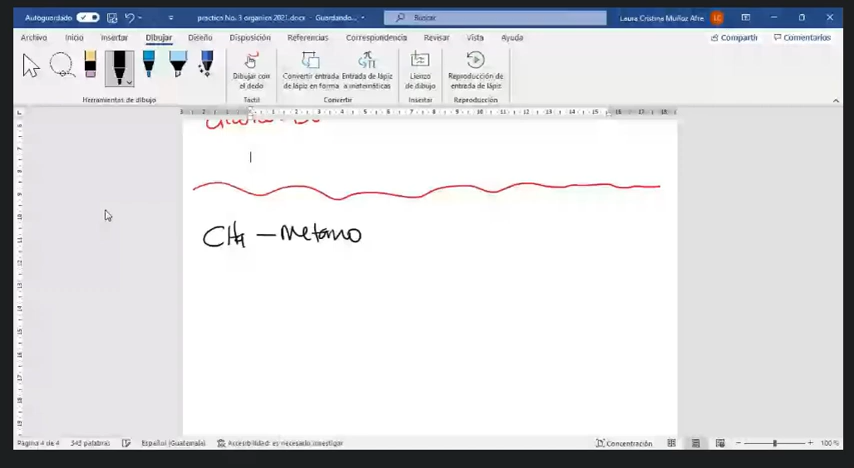 Autoguardado practica No. 3 organica 2021.docx - Guardando... Buscar Laura Cristina Muñoz Afre LC
Archivo Inicio Insertar Dibujar Diseño Disposición Referencias Correspondencia Revisar Vista Ayuda Compartir Comentarios
Dibujar con el dedo
Convertir entrada de lápiz en forma
Entrada de lápiz a matemáticas
Lienzo de dibujo
Reproducción de entrada de lápiz
Herramientas de dibujo Táctil Convertir Insertar Reproducción
CH4 — Metano
Página 4 de 4 345 palabras Español (Guatemala) Accesibilidad: es necesario investigar Concentración 100 %